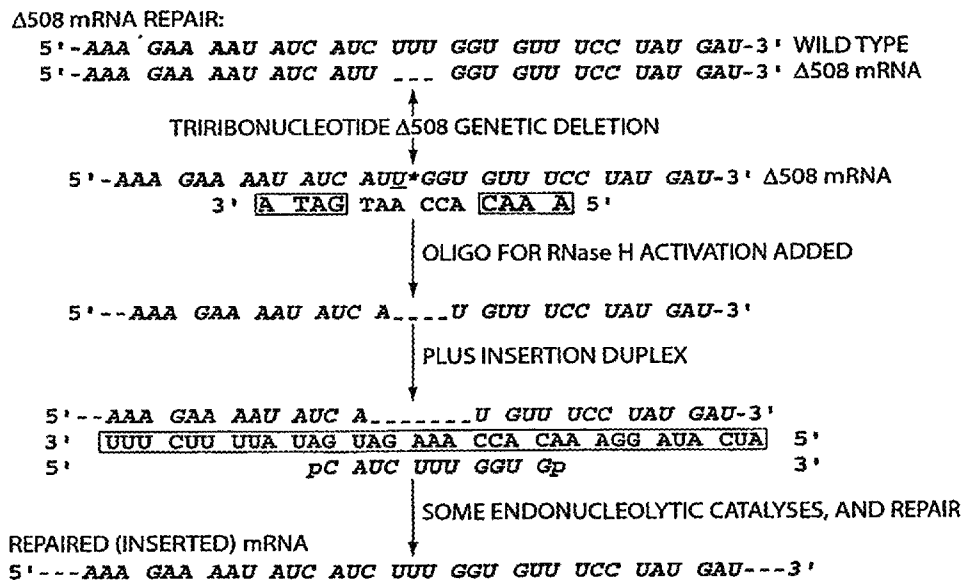 Δ508 mRNA REPAIR:
5'-AAA GAA AAU AUC AUC UUU GGU GUU UCC UAU GAU-3' WILD TYPE
5'-AAA GAA AAU AUC AUU ___ GGU GUU UCC UAU GAU-3' Δ508 mRNA
TRIRIBONUCLEOTIDE Δ508 GENETIC DELETION
5'-AAA GAA AAU AUC AUU*GGU GUU UCC UAU GAU-3' Δ508 mRNA
3' A TAG TAA CCA CAA A 5'
OLIGO FOR RNase H ACTIVATION ADDED
5'--AAA GAA AAU AUC A____U GUU UCC UAU GAU-3'
PLUS INSERTION DUPLEX
5'--AAA GAA AAU AUC A_______U GUU UCC UAU GAU-3'
3' UUU CUU UUA UAG UAG AAA CCA CAA AGG AUA CUA 5'
5' pC AUC UUU GGU Gp 3'
SOME ENDONUCLEOLYTIC CATALYSES, AND REPAIR
REPAIRED (INSERTED) mRNA
5'---AAA GAA AAU AUC AUC UUU GGU GUU UCC UAU GAU---3'